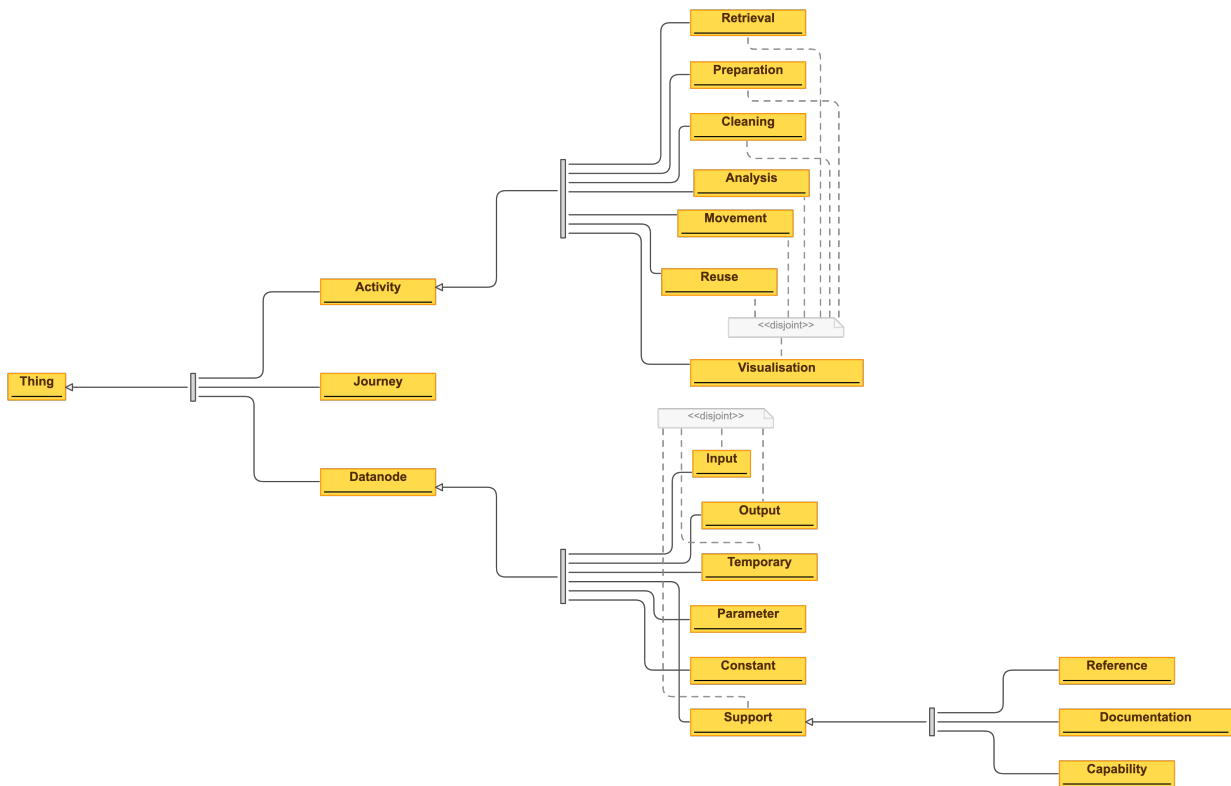 Retrieval
Preparation
Cleaning
Analysis
Movement
Reuse
Activity
<<disjoint>>
Visualisation
Thing
Journey
<<disjoint>>
Input
Datanode
Output
Temporary
Parameter
Constant
Reference
Support
Documentation
Capability